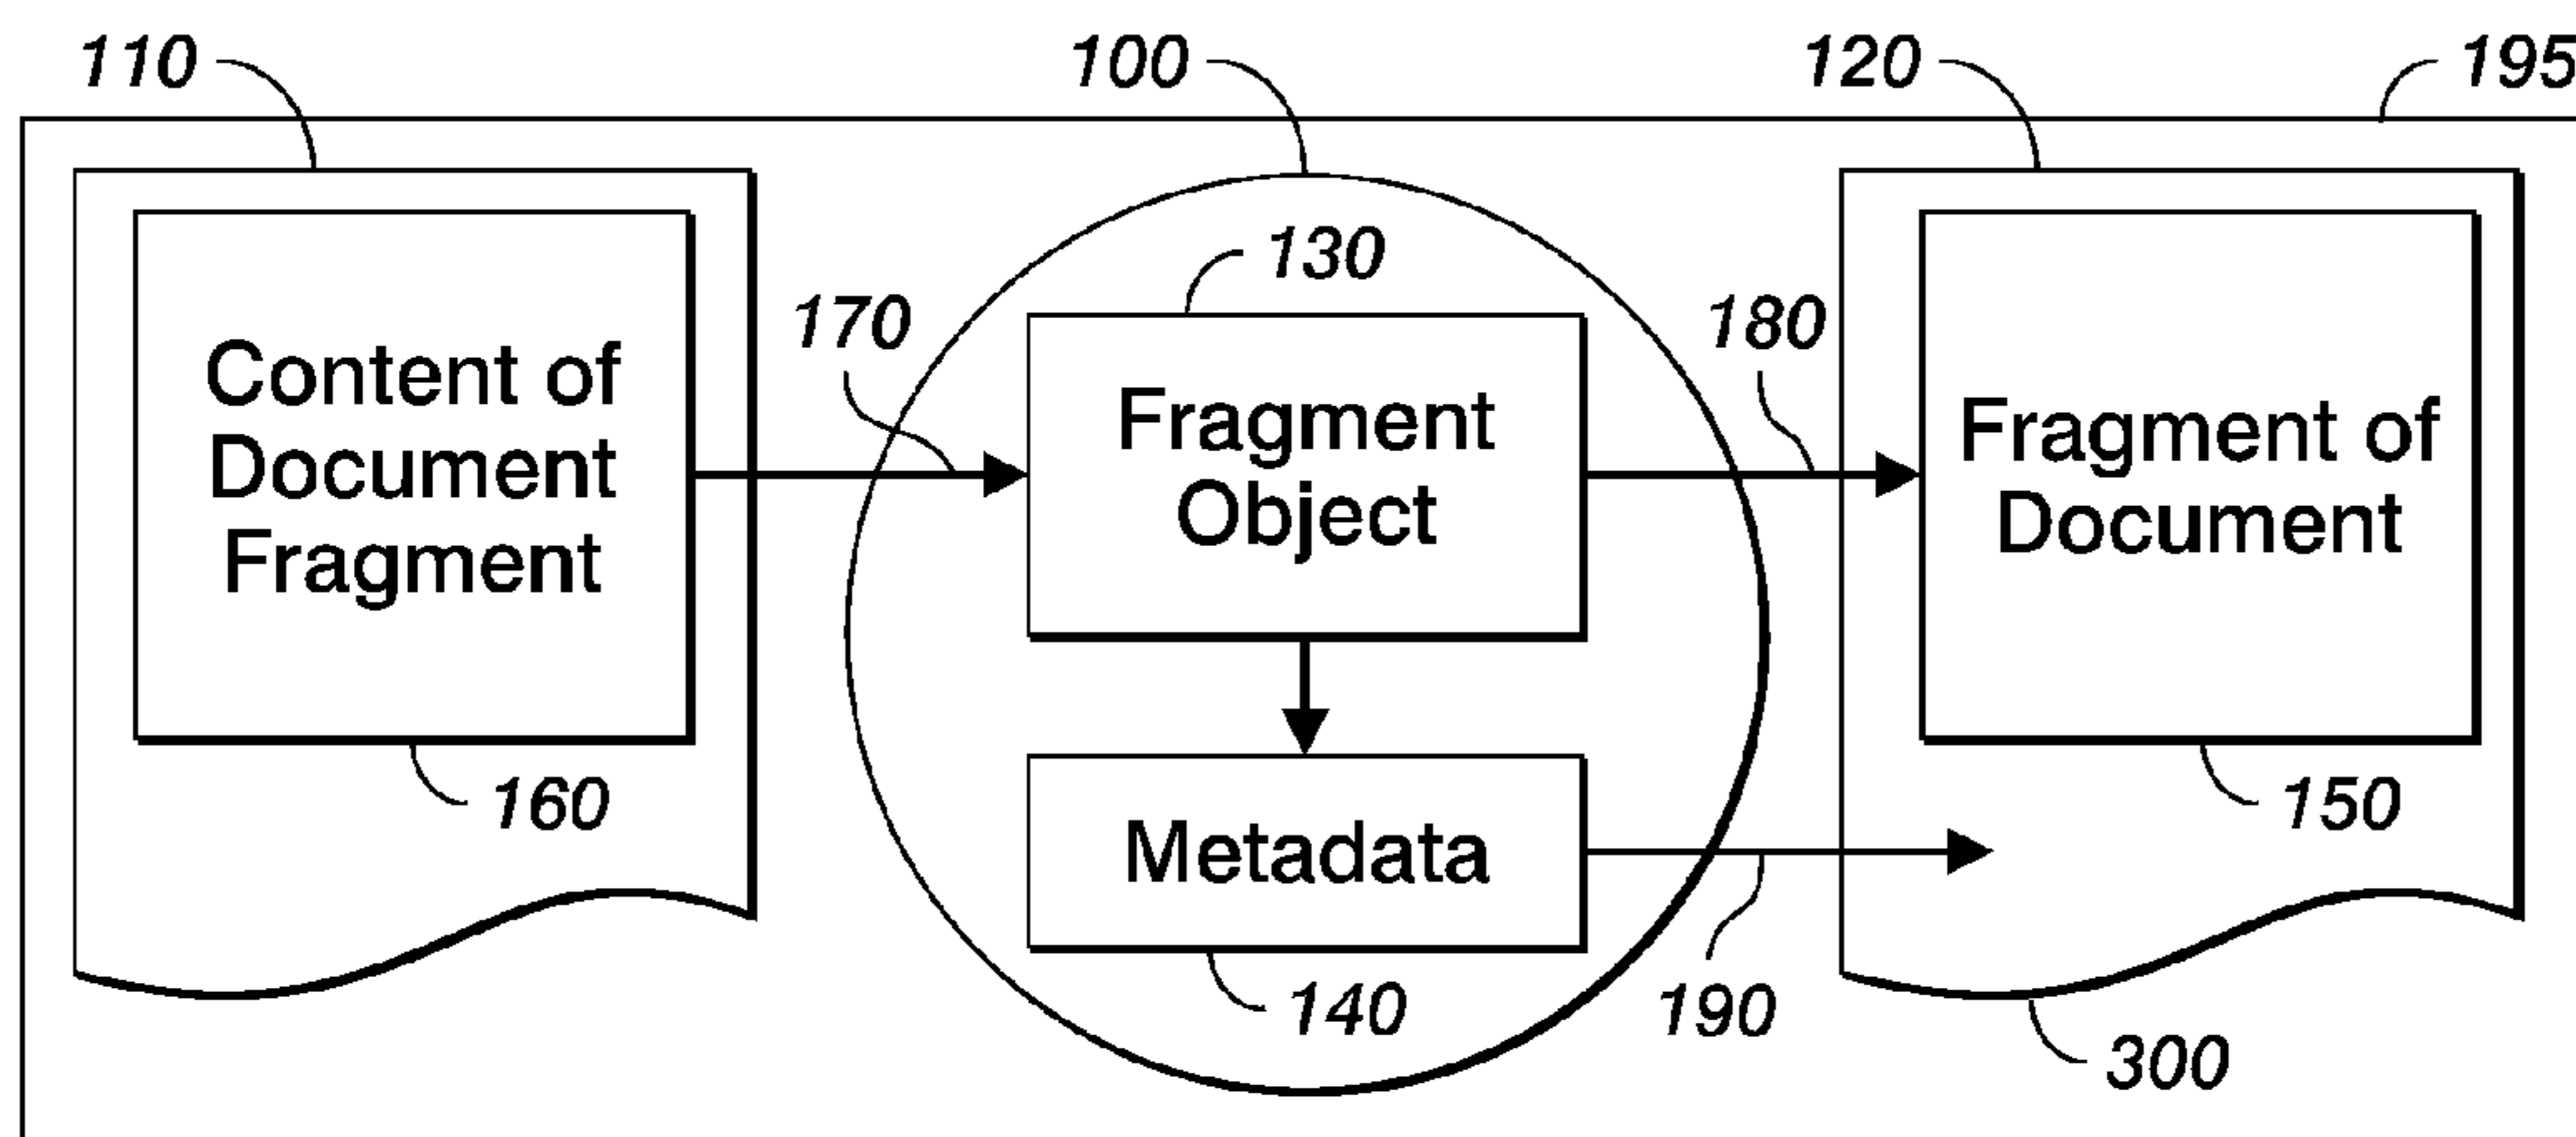 110
100
120
195
130
170
180
Content of
Document
Fragment
Fragment
Object
Fragment of
Document
160
150
Metadata
140
190
300